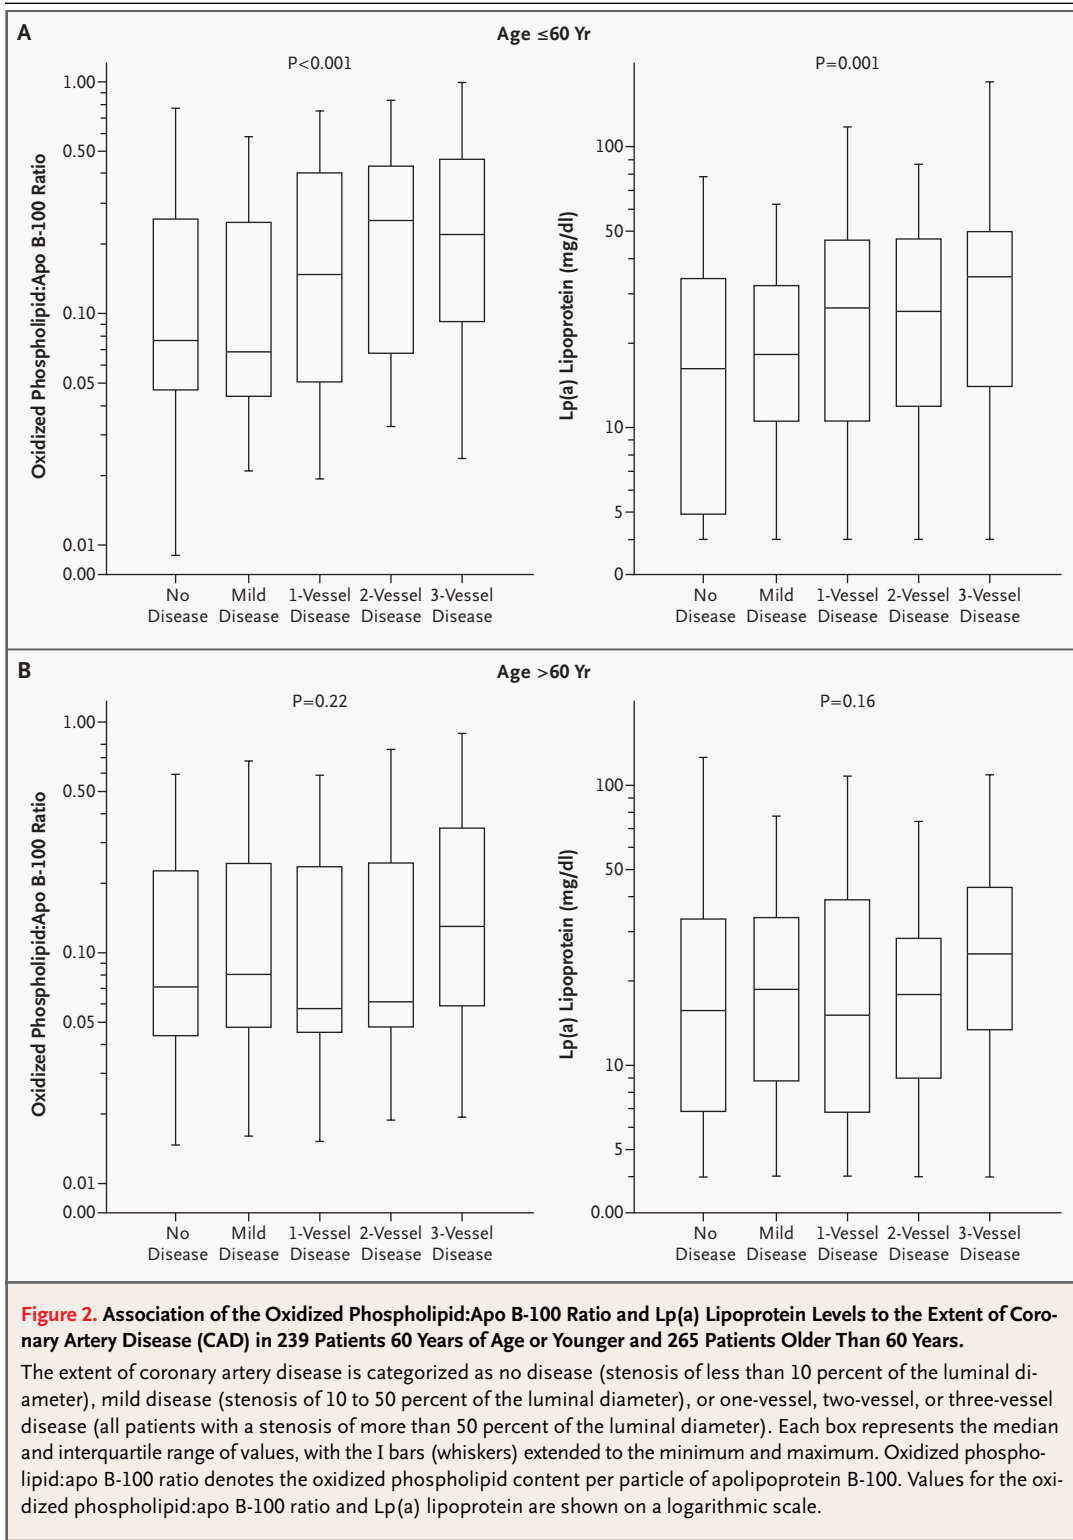 A
Age ≤60 Yr
P<0.001
1.00
0.50
0.10
0.05
0.01
0.00
Oxidized Phospholipid:Apo B-100 Ratio
No Disease
Mild Disease
1-Vessel Disease
2-Vessel Disease
3-Vessel Disease
P=0.001
100
50
10
5
0
Lp(a) Lipoprotein (mg/dl)
No Disease
Mild Disease
1-Vessel Disease
2-Vessel Disease
3-Vessel Disease
B
Age >60 Yr
P=0.22
1.00
0.50
0.10
0.05
0.01
0.00
Oxidized Phospholipid:Apo B-100 Ratio
No Disease
Mild Disease
1-Vessel Disease
2-Vessel Disease
3-Vessel Disease
P=0.16
100
50
10
5
0.00
Lp(a) Lipoprotein (mg/dl)
No Disease
Mild Disease
1-Vessel Disease
2-Vessel Disease
3-Vessel Disease
Figure 2. Association of the Oxidized Phospholipid:Apo B-100 Ratio and Lp(a) Lipoprotein Levels to the Extent of Coro-
nary Artery Disease (CAD) in 239 Patients 60 Years of Age or Younger and 265 Patients Older Than 60 Years.
The extent of coronary artery disease is categorized as no disease (stenosis of less than 10 percent of the luminal di-
ameter), mild disease (stenosis of 10 to 50 percent of the luminal diameter), or one-vessel, two-vessel, or three-vessel
disease (all patients with a stenosis of more than 50 percent of the luminal diameter). Each box represents the median
and interquartile range of values, with the I bars (whiskers) extended to the minimum and maximum. Oxidized phospho-
lipid:apo B-100 ratio denotes the oxidized phospholipid content per particle of apolipoprotein B-100. Values for the oxi-
dized phospholipid:apo B-100 ratio and Lp(a) lipoprotein are shown on a logarithmic scale.